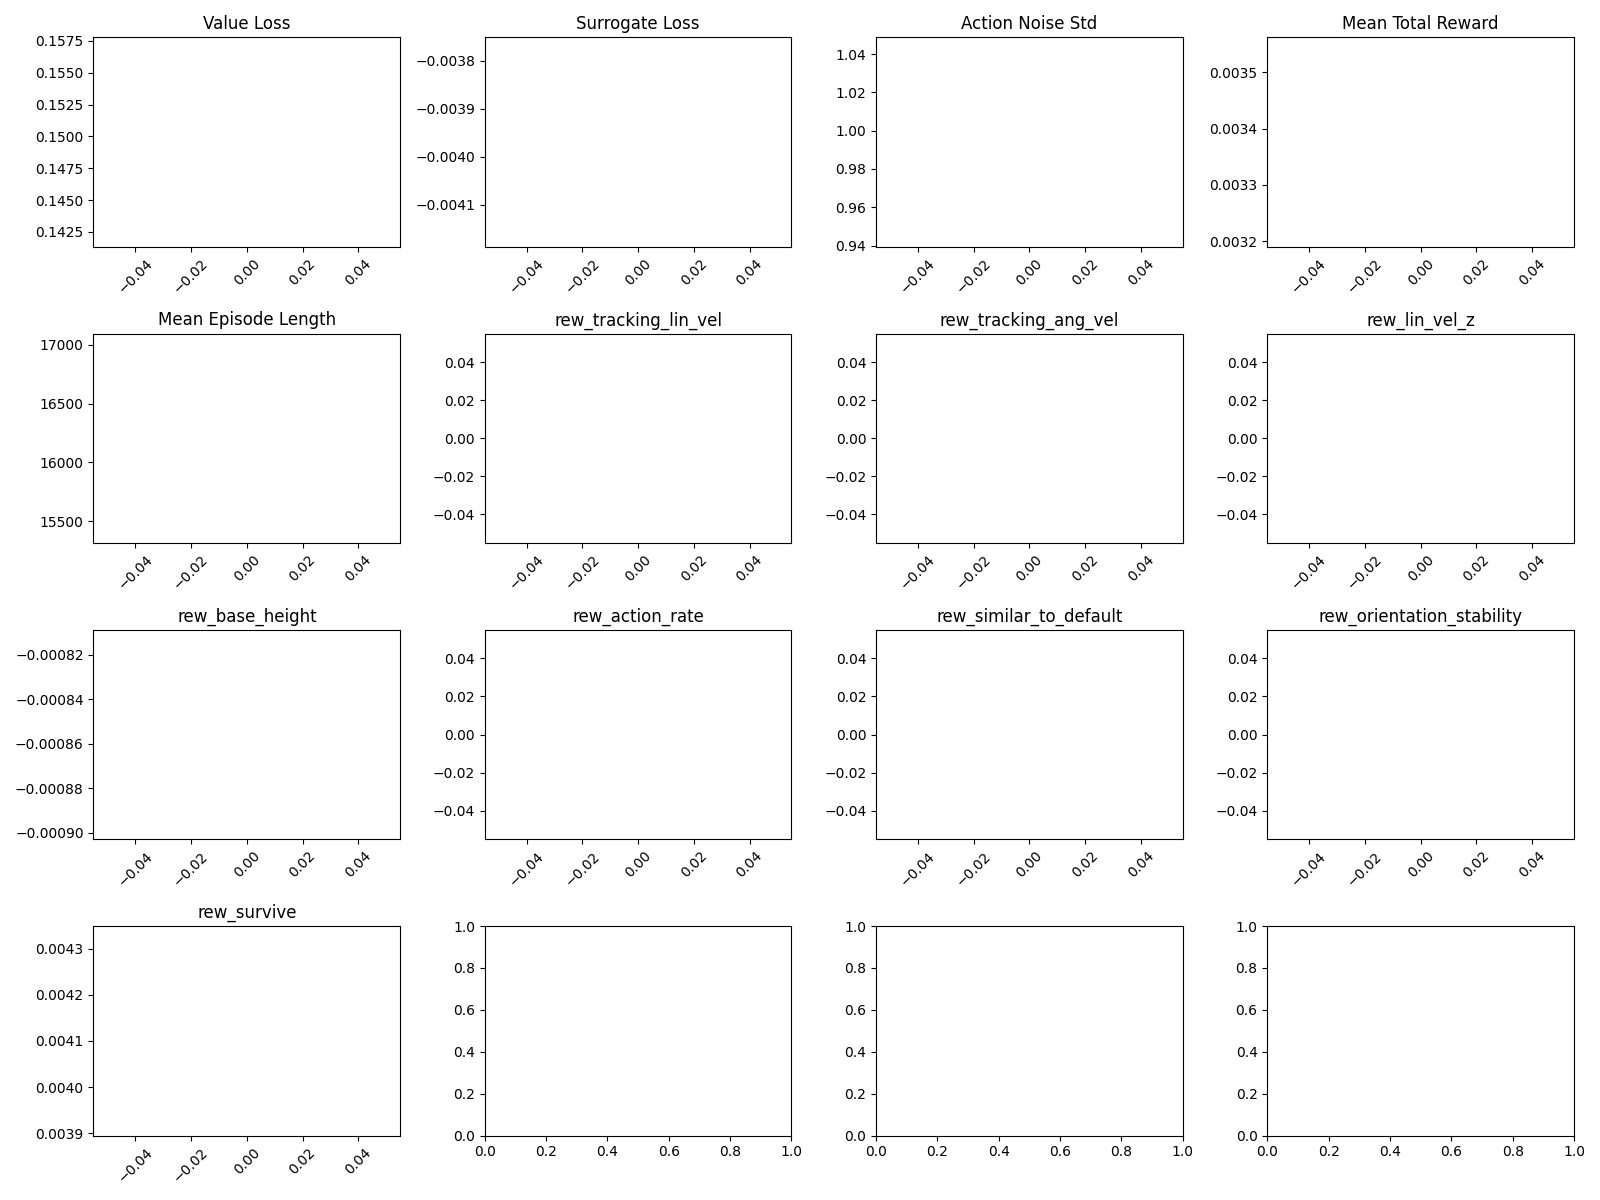 Value Loss
0.1575
0.1550
0.1525
0.1500
0.1475
0.1450
0.1425
−0.04 −0.02 0.00 0.02 0.04
Surrogate Loss
−0.0038
−0.0039
−0.0040
−0.0041
−0.04 −0.02 0.00 0.02 0.04
Action Noise Std
1.04
1.02
1.00
0.98
0.96
0.94
−0.04 −0.02 0.00 0.02 0.04
Mean Total Reward
0.0035
0.0034
0.0033
0.0032
−0.04 −0.02 0.00 0.02 0.04
Mean Episode Length
17000
16500
16000
15500
−0.04 −0.02 0.00 0.02 0.04
rew_tracking_lin_vel
0.04
0.02
0.00
−0.02
−0.04
−0.04 −0.02 0.00 0.02 0.04
rew_tracking_ang_vel
0.04
0.02
0.00
−0.02
−0.04
−0.04 −0.02 0.00 0.02 0.04
rew_lin_vel_z
0.04
0.02
0.00
−0.02
−0.04
−0.04 −0.02 0.00 0.02 0.04
rew_base_height
−0.00082
−0.00084
−0.00086
−0.00088
−0.00090
−0.04 −0.02 0.00 0.02 0.04
rew_action_rate
0.04
0.02
0.00
−0.02
−0.04
−0.04 −0.02 0.00 0.02 0.04
rew_similar_to_default
0.04
0.02
0.00
−0.02
−0.04
−0.04 −0.02 0.00 0.02 0.04
rew_orientation_stability
0.04
0.02
0.00
−0.02
−0.04
−0.04 −0.02 0.00 0.02 0.04
rew_survive
0.0043
0.0042
0.0041
0.0040
0.0039
−0.04 −0.02 0.00 0.02 0.04
1.0
0.8
0.6
0.4
0.2
0.0
0.0 0.2 0.4 0.6 0.8 1.0
1.0
0.8
0.6
0.4
0.2
0.0
0.0 0.2 0.4 0.6 0.8 1.0
1.0
0.8
0.6
0.4
0.2
0.0
0.0 0.2 0.4 0.6 0.8 1.0